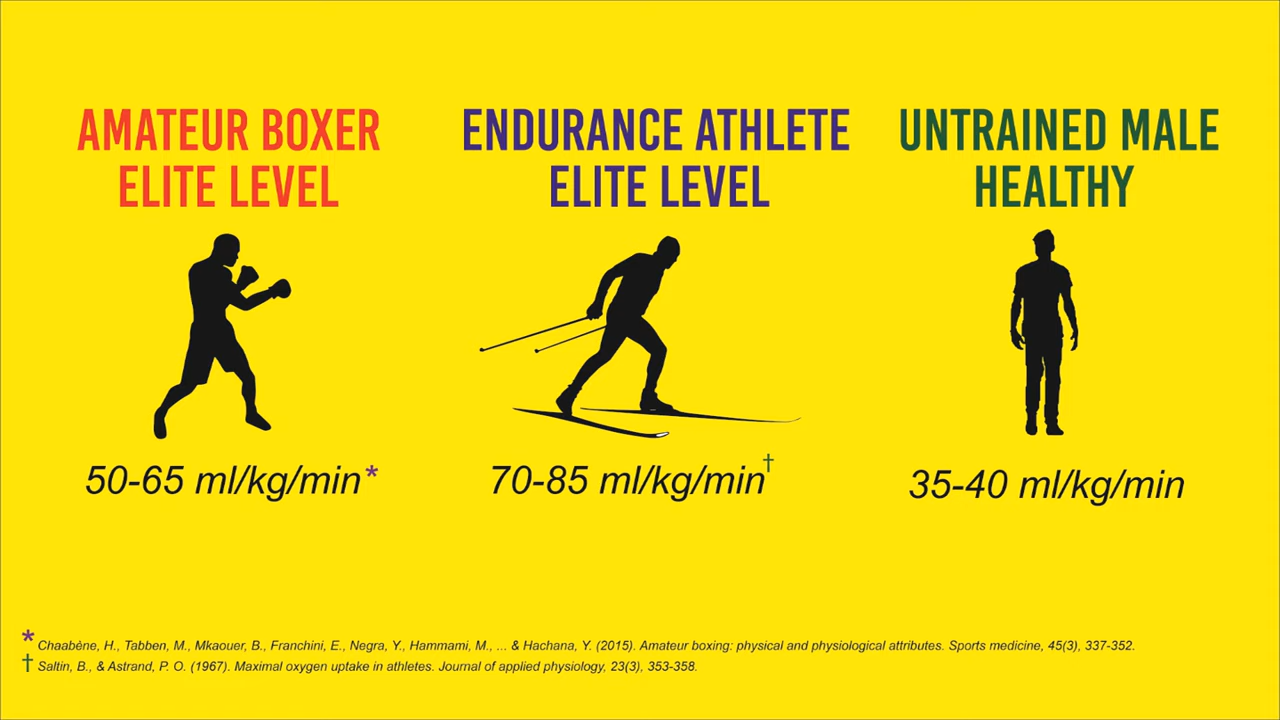 AMATEUR BOXER
ELITE LEVEL
50-65 ml/kg/min*
ENDURANCE ATHLETE
ELITE LEVEL
70-85 ml/kg/min†
UNTRAINED MALE
HEALTHY
35-40 ml/kg/min
* Chaabène, H., Tabben, M., Mkaouer, B., Franchini, E., Negra, Y., Hammami, M., ... & Hachana, Y. (2015). Amateur boxing: physical and physiological attributes. Sports medicine, 45(3), 337-352.
† Saltin, B., & Astrand, P. O. (1967). Maximal oxygen uptake in athletes. Journal of applied physiology, 23(3), 353-358.